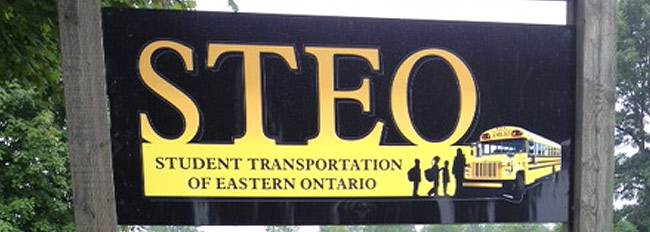 STEO
STUDENT TRANSPORTATION
OF EASTERN ONTARIO